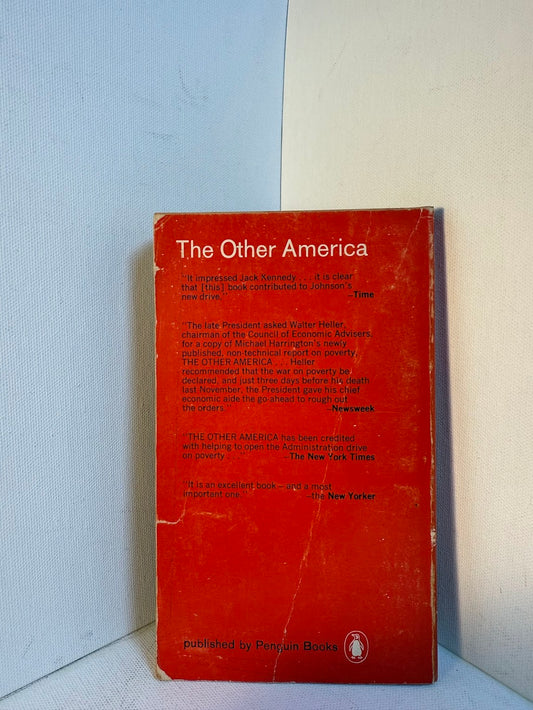 The Other America
"It impressed Jack Kennedy. . . . it is clear
that [this] book contributed to Johnson's
new drive." —Time
"The late President asked Walter Heller,
chairman of the Council of Economic Advisers,
for a copy of Michael Harrington's newly
published, non-technical report on poverty,
THE OTHER AMERICA . . . Heller
recommended that the war on poverty be
declared, and just three days before his death
last November, the President gave his chief
economic aide the go ahead to rough out
the orders." —Newsweek
"THE OTHER AMERICA has been credited
with helping to open the Administration drive
on poverty . . . —The New York Times
"It is an excellent book—and a most
important one." —the New Yorker
published by Penguin Books